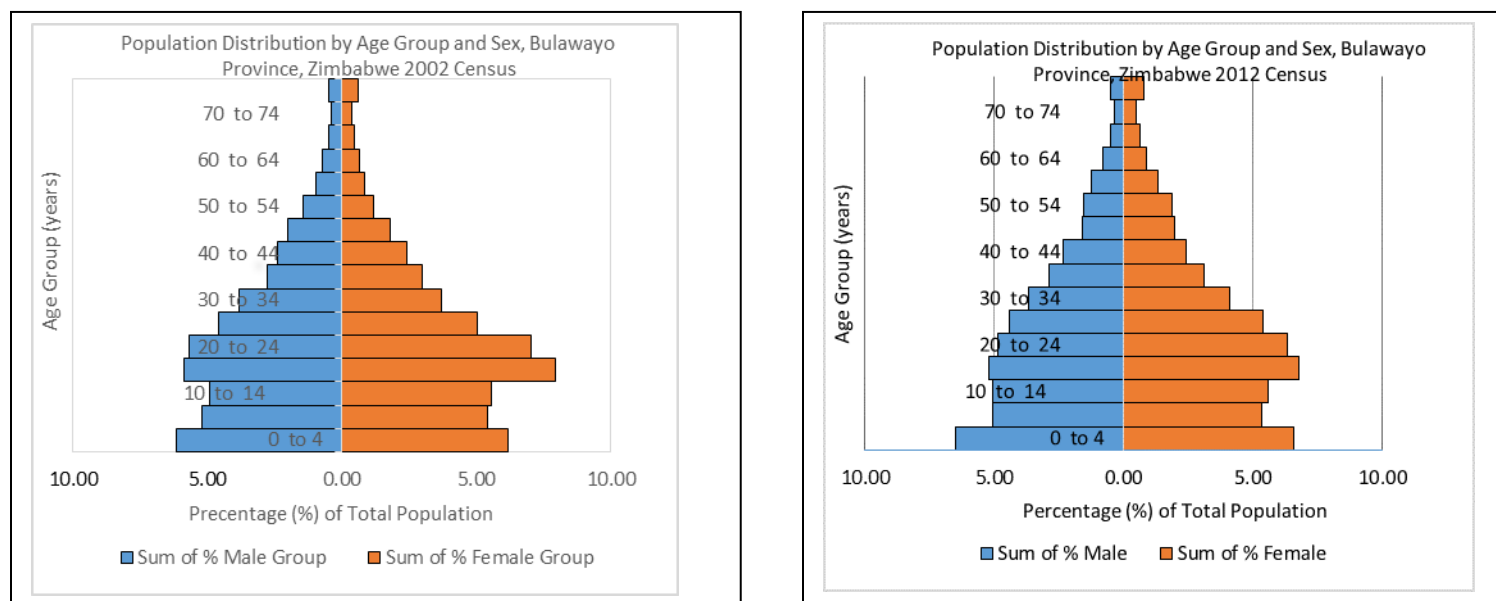 Population Distribution by Age Group and Sex, Bulawayo
Province, Zimbabwe 2002 Census
Age Group (years)
70 to 74
60 to 64
50 to 54
40 to 44
30 to 34
20 to 24
10 to 14
0 to 4
10.00 5.00 0.00 5.00 10.00
Precentage (%) of Total Population
Sum of % Male Group Sum of % Female Group
Population Distribution by Age Group and Sex, Bulawayo
Province, Zimbabwe 2012 Census
Age Group (years)
70 to 74
60 to 64
50 to 54
40 to 44
30 to 34
20 to 24
10 to 14
0 to 4
10.00 5.00 0.00 5.00 10.00
Percentage (%) of Total Population
Sum of % Male Sum of % Female